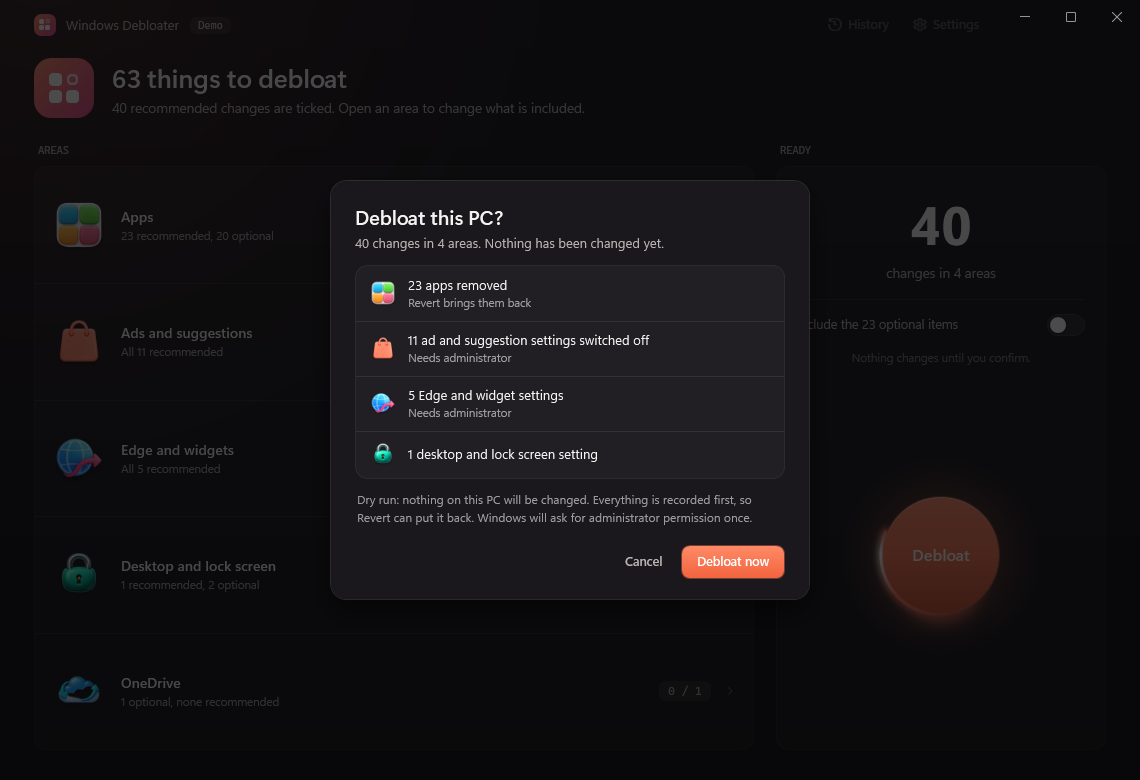 Windows Debloater Demo
History Settings
63 things to debloat
40 recommended changes are ticked. Open an area to change what is included.
AREAS
READY
Apps
23 recommended, 20 optional
Ads and suggestions
All 11 recommended
Edge and widgets
All 5 recommended
Desktop and lock screen
1 recommended, 2 optional
OneDrive
1 optional, none recommended
0 / 1
Debloat this PC?
40 changes in 4 areas. Nothing has been changed yet.
23 apps removed
Revert brings them back
11 ad and suggestion settings switched off
Needs administrator
5 Edge and widget settings
Needs administrator
1 desktop and lock screen setting
Dry run: nothing on this PC will be changed. Everything is recorded first, so
Revert can put it back. Windows will ask for administrator permission once.
Cancel Debloat now
40
changes in 4 areas
the 23 optional items
Nothing changes until you confirm.
Debloat